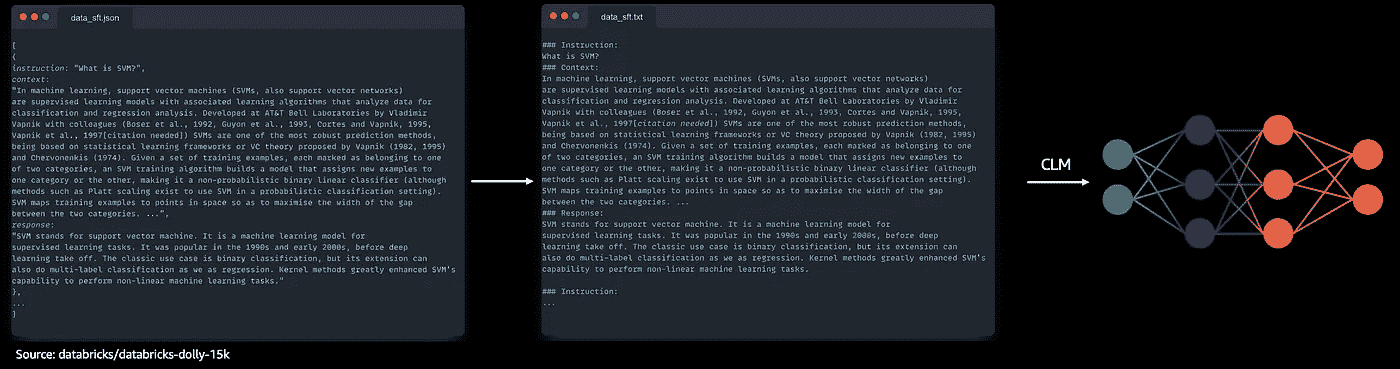 data_sft.json
[
{
instruction: "What is SVM?",
context:
"In machine learning, support vector machines (SVMs, also support vector networks)
are supervised learning models with associated learning algorithms that analyze data for
classification and regression analysis. Developed at AT&T Bell Laboratories by Vladimir
Vapnik with colleagues (Boser et al., 1992, Guyon et al., 1993, Cortes and Vapnik, 1995,
Vapnik et al., 1997[citation needed]) SVMs are one of the most robust prediction methods,
being based on statistical learning frameworks or VC theory proposed by Vapnik (1982, 1995)
and Chervonenkis (1974). Given a set of training examples, each marked as belonging to one
of two categories, an SVM training algorithm builds a model that assigns new examples to
one category or the other, making it a non-probabilistic binary linear classifier (although
methods such as Platt scaling exist to use SVM in a probabilistic classification setting).
SVM maps training examples to points in space so as to maximise the width of the gap
between the two categories. ...",
response:
"SVM stands for support vector machine. It is a machine learning model for
supervised learning tasks. It was popular in the 1990s and early 2000s, before deep
learning take off. The classic use case is binary classification, but its extension can
also do multi-label classification as we as regression. Kernel methods greatly enhanced SVM's
capability to perform non-linear machine learning tasks."
},
...
]
data_sft.txt
### Instruction:
What is SVM?
### Context:
In machine learning, support vector machines (SVMs, also support vector networks)
are supervised learning models with associated learning algorithms that analyze data for
classification and regression analysis. Developed at AT&T Bell Laboratories by Vladimir
Vapnik with colleagues (Boser et al., 1992, Guyon et al., 1993, Cortes and Vapnik, 1995,
Vapnik et al., 1997[citation needed]) SVMs are one of the most robust prediction methods,
being based on statistical learning frameworks or VC theory proposed by Vapnik (1982, 1995)
and Chervonenkis (1974). Given a set of training examples, each marked as belonging to one
of two categories, an SVM training algorithm builds a model that assigns new examples to
one category or the other, making it a non-probabilistic binary linear classifier (although
methods such as Platt scaling exist to use SVM in a probabilistic classification setting).
SVM maps training examples to points in space so as to maximise the width of the gap
between the two categories. ...
### Response:
SVM stands for support vector machine. It is a machine learning model for
supervised learning tasks. It was popular in the 1990s and early 2000s, before deep
learning take off. The classic use case is binary classification, but its extension can
also do multi-label classification as we as regression. Kernel methods greatly enhanced SVM's
capability to perform non-linear machine learning tasks.
### Instruction:
...
CLM
Source: databricks/databricks-dolly-15k